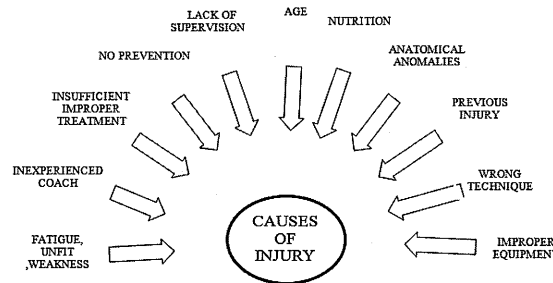 LACK OF
SUPERVISION
AGE
NUTRITION
NO PREVENTION
ANATOMICAL
ANOMALIES
INSUFFICIENT
IMPROPER
TREATMENT
PREVIOUS
INJURY
INEXPERIENCED
COACH
WRONG
TECHNIQUE
FATIGUE,
UNFIT
,WEAKNESS
CAUSES
OF
INJURY
IMPROPER
EQUIPMENT